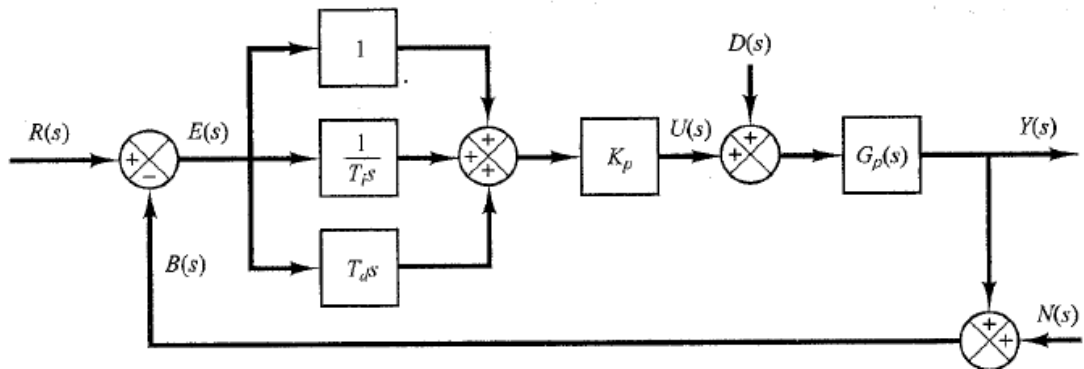 1
D(s)
R(s)
E(s)
+
−
1
T_i s
+
+
+
K_p
U(s)
+
+
G_p(s)
Y(s)
B(s)
T_d s
+
+
N(s)